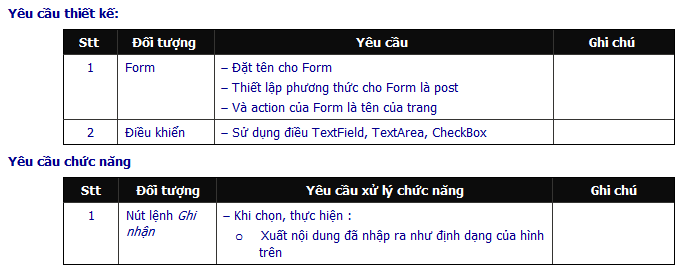 Yêu cầu thiết kế:
Stt Đối tượng Yêu cầu Ghi chú
1 Form – Đặt tên cho Form
– Thiết lập phương thức cho Form là post
– Và action của Form là tên của trang
2 Điều khiển – Sử dụng điều TextField, TextArea, CheckBox
Yêu cầu chức năng
Stt Đối tượng Yêu cầu xử lý chức năng Ghi chú
1 Nút lệnh Ghi – Khi chọn, thực hiện :
nhận o Xuất nội dung đã nhập ra như định dạng của hình
trên